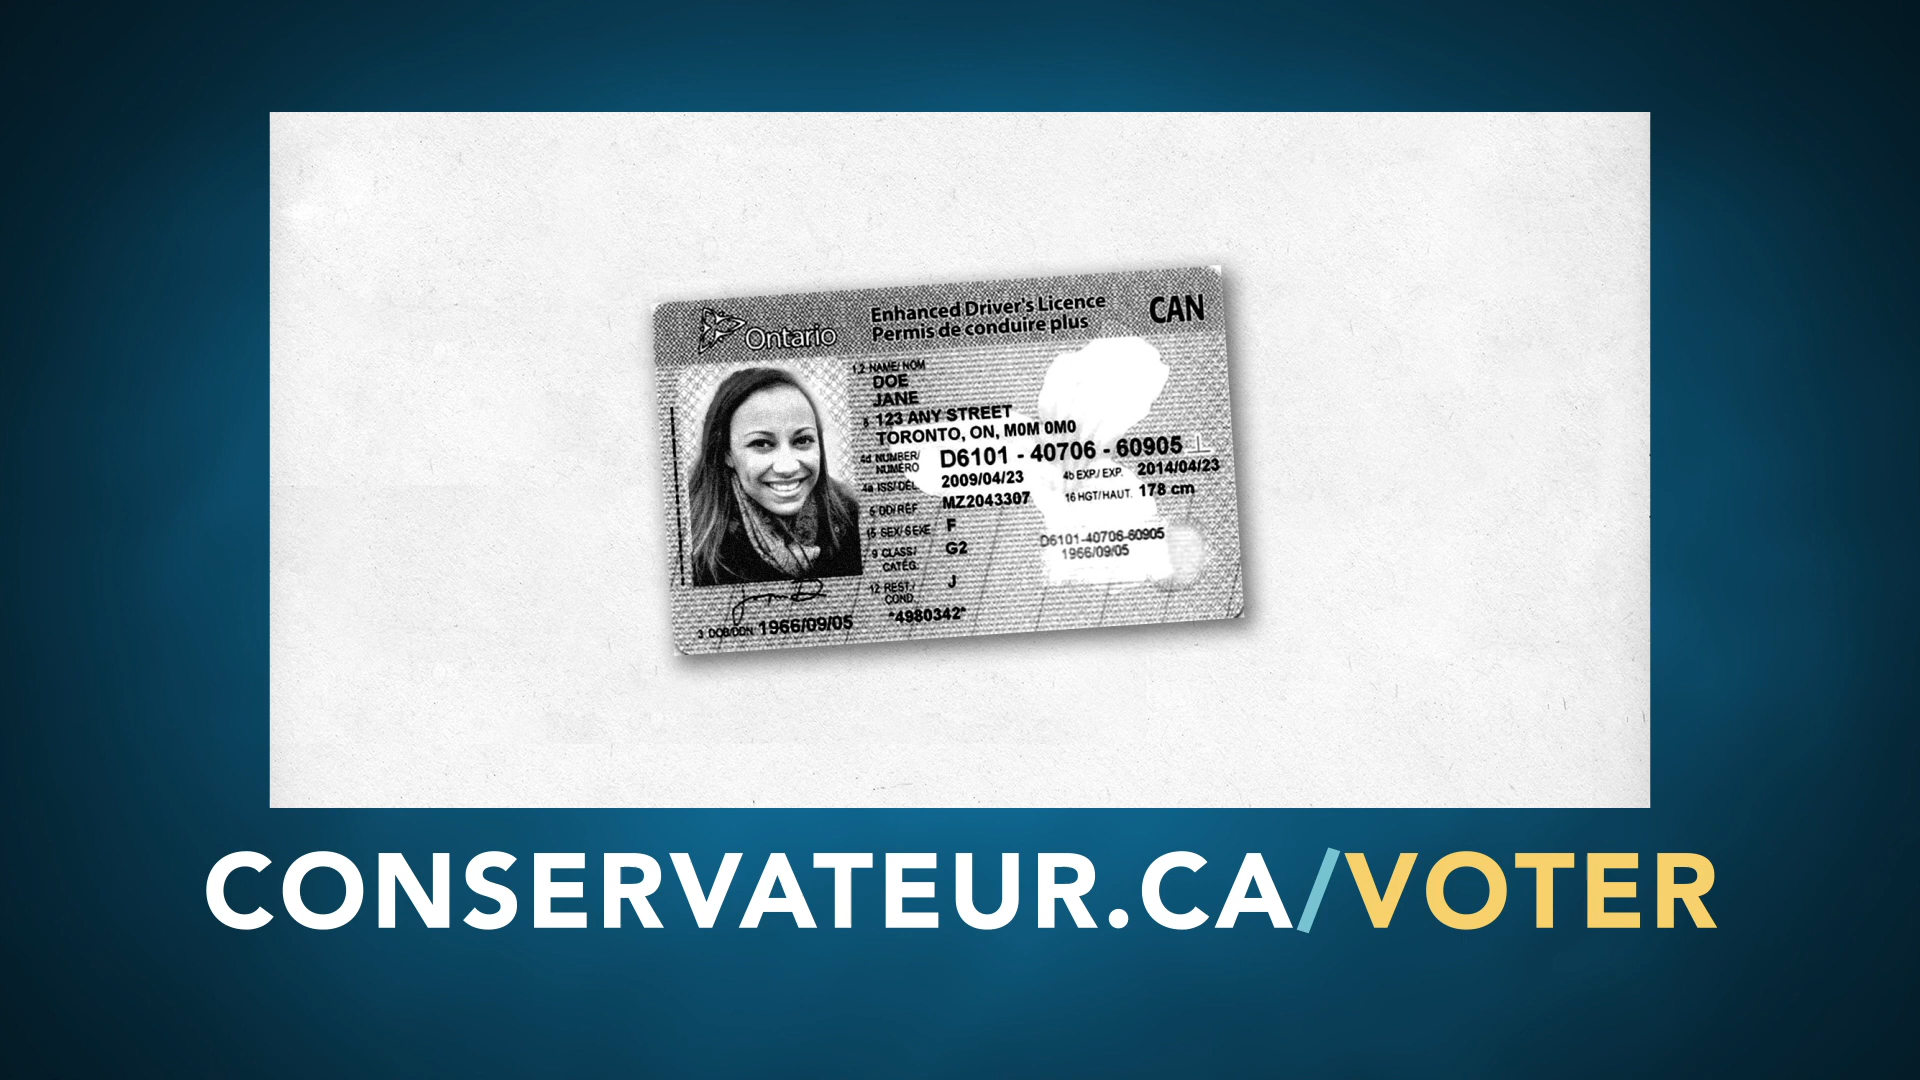 Ontario
Enhanced Driver's Licence
Permis de conduire plus
CAN
1,2 NAME/NOM
DOE
JANE
8 123 ANY STREET
TORONTO, ON, M0M 0M0
4d NUMBER/
NUMÉRO
D6101 - 40706 - 60905
4a ISS/DÉL. 2009/04/23 4b EXP./EXP. 2014/04/23
5 DD/RÉF MZ2043307 16 HGT/HAUT. 178 cm
15 SEX/SEXE F
D6101-40706-60905
1966/09/05
9 CLASS/
CATÉG. G2
12 REST./
COND. J
*4980342*
3 DOB/DDN 1966/09/05
CONSERVATEUR.CA/VOTER